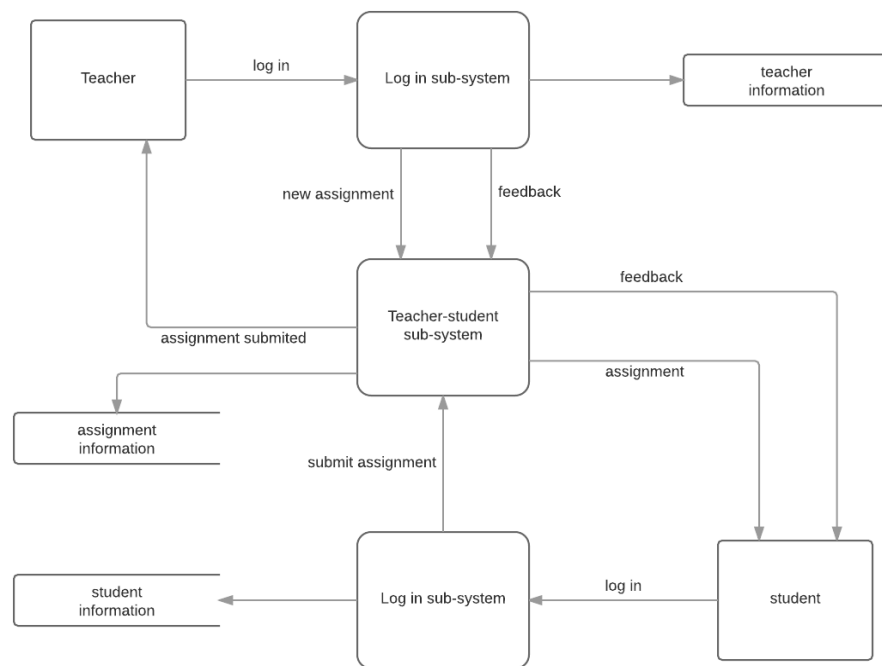 Teacher
log in
Log in sub-system
teacher
information
new assignment
feedback
Teacher-student
sub-system
feedback
assignment submited
assignment
assignment
information
submit assignment
student
information
Log in sub-system
log in
student